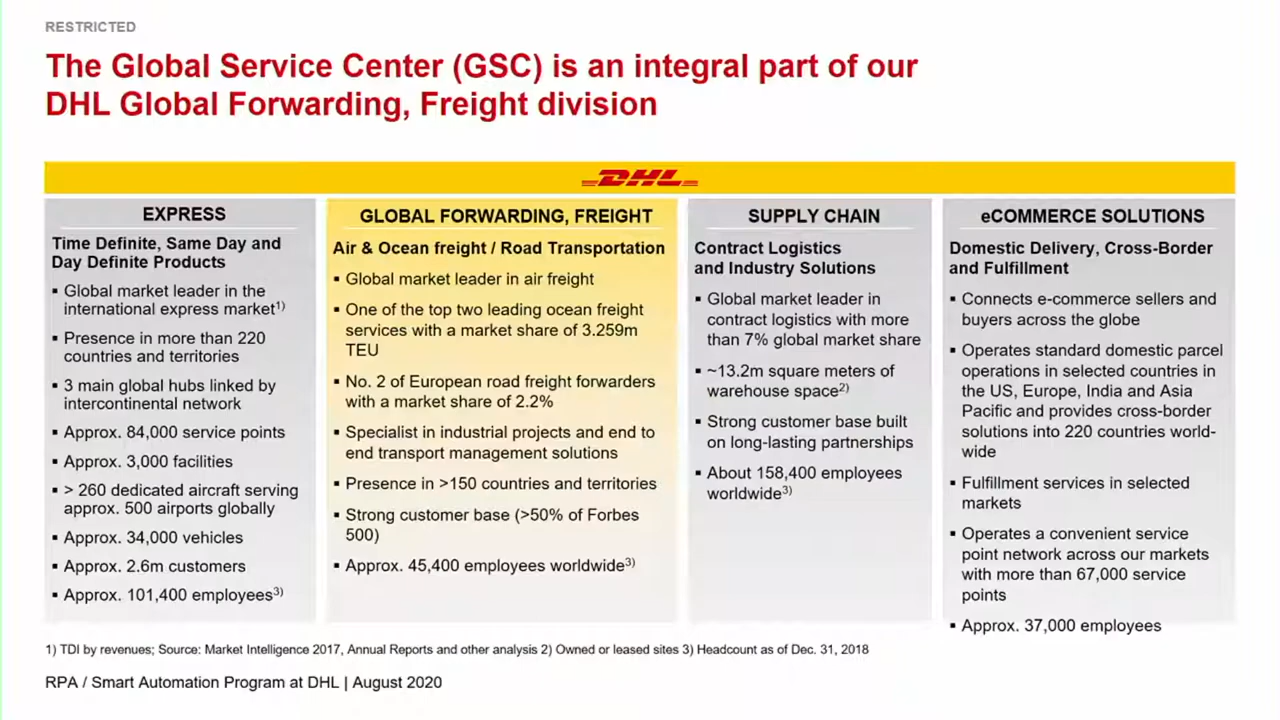 RESTRICTED
The Global Service Center (GSC) is an integral part of our
DHL Global Forwarding, Freight division
DHL
EXPRESS
Time Definite, Same Day and
Day Definite Products
▪ Global market leader in the
international express market1)
▪ Presence in more than 220
countries and territories
▪ 3 main global hubs linked by
intercontinental network
▪ Approx. 84,000 service points
▪ Approx. 3,000 facilities
▪ > 260 dedicated aircraft serving
approx. 500 airports globally
▪ Approx. 34,000 vehicles
▪ Approx. 2.6m customers
▪ Approx. 101,400 employees3)
GLOBAL FORWARDING, FREIGHT
Air & Ocean freight / Road Transportation
▪ Global market leader in air freight
▪ One of the top two leading ocean freight
services with a market share of 3.259m
TEU
▪ No. 2 of European road freight forwarders
with a market share of 2.2%
▪ Specialist in industrial projects and end to
end transport management solutions
▪ Presence in >150 countries and territories
▪ Strong customer base (>50% of Forbes
500)
▪ Approx. 45,400 employees worldwide3)
SUPPLY CHAIN
Contract Logistics
and Industry Solutions
▪ Global market leader in
contract logistics with more
than 7% global market share
▪ ~13.2m square meters of
warehouse space2)
▪ Strong customer base built
on long-lasting partnerships
▪ About 158,400 employees
worldwide3)
eCOMMERCE SOLUTIONS
Domestic Delivery, Cross-Border
and Fulfillment
▪ Connects e-commerce sellers and
buyers across the globe
▪ Operates standard domestic parcel
operations in selected countries in
the US, Europe, India and Asia
Pacific and provides cross-border
solutions into 220 countries world-
wide
▪ Fulfillment services in selected
markets
▪ Operates a convenient service
point network across our markets
with more than 67,000 service
points
▪ Approx. 37,000 employees
1) TDI by revenues; Source: Market Intelligence 2017, Annual Reports and other analysis 2) Owned or leased sites 3) Headcount as of Dec. 31, 2018
RPA / Smart Automation Program at DHL | August 2020